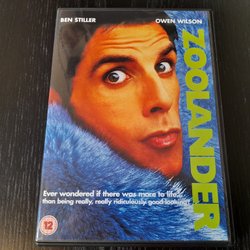 BEN STILLER
OWEN WILSON
ZOOLANDER
Ever wondered if there was more to life...
than being really, really ridiculously good-looking?
12